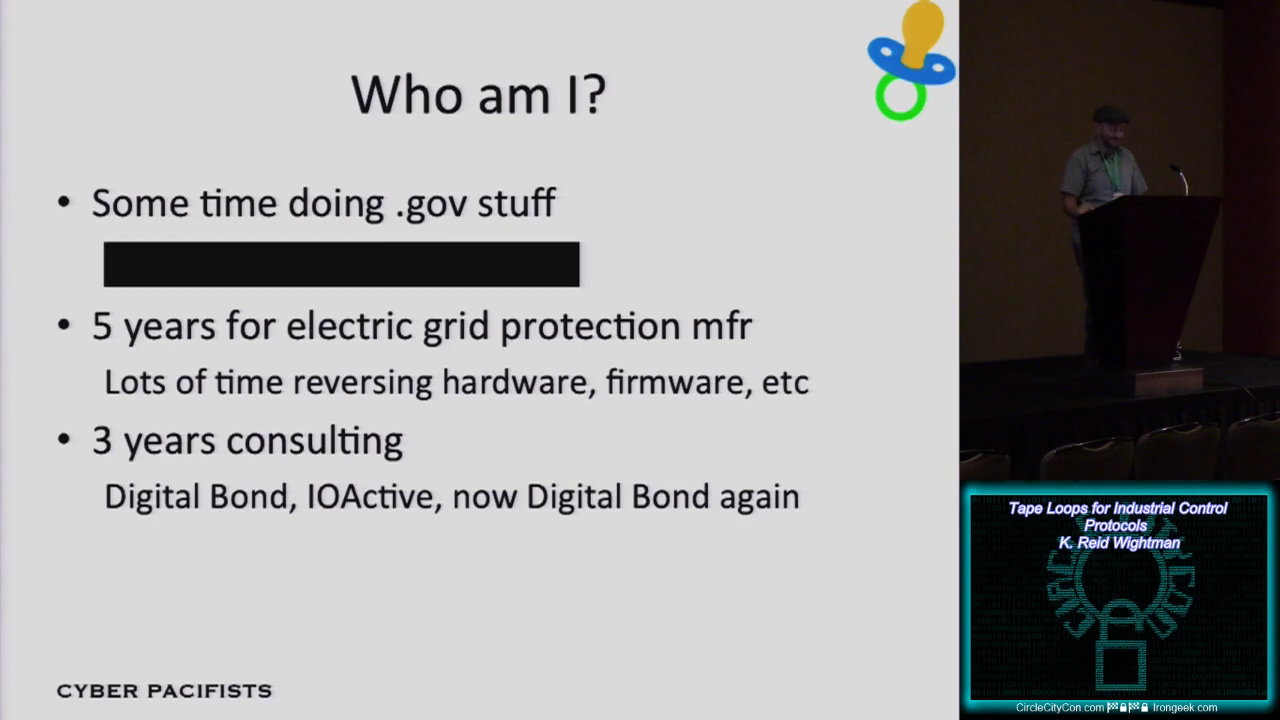 Who am I?
• Some time doing .gov stuff
• 5 years for electric grid protection mfr
Lots of time reversing hardware, firmware, etc
• 3 years consulting
Digital Bond, IOActive, now Digital Bond again
CYBER PACIFISTS
Tape Loops for Industrial Control
Protocols
K. Reid Wightman
CircleCityCon.com Irongeek.com